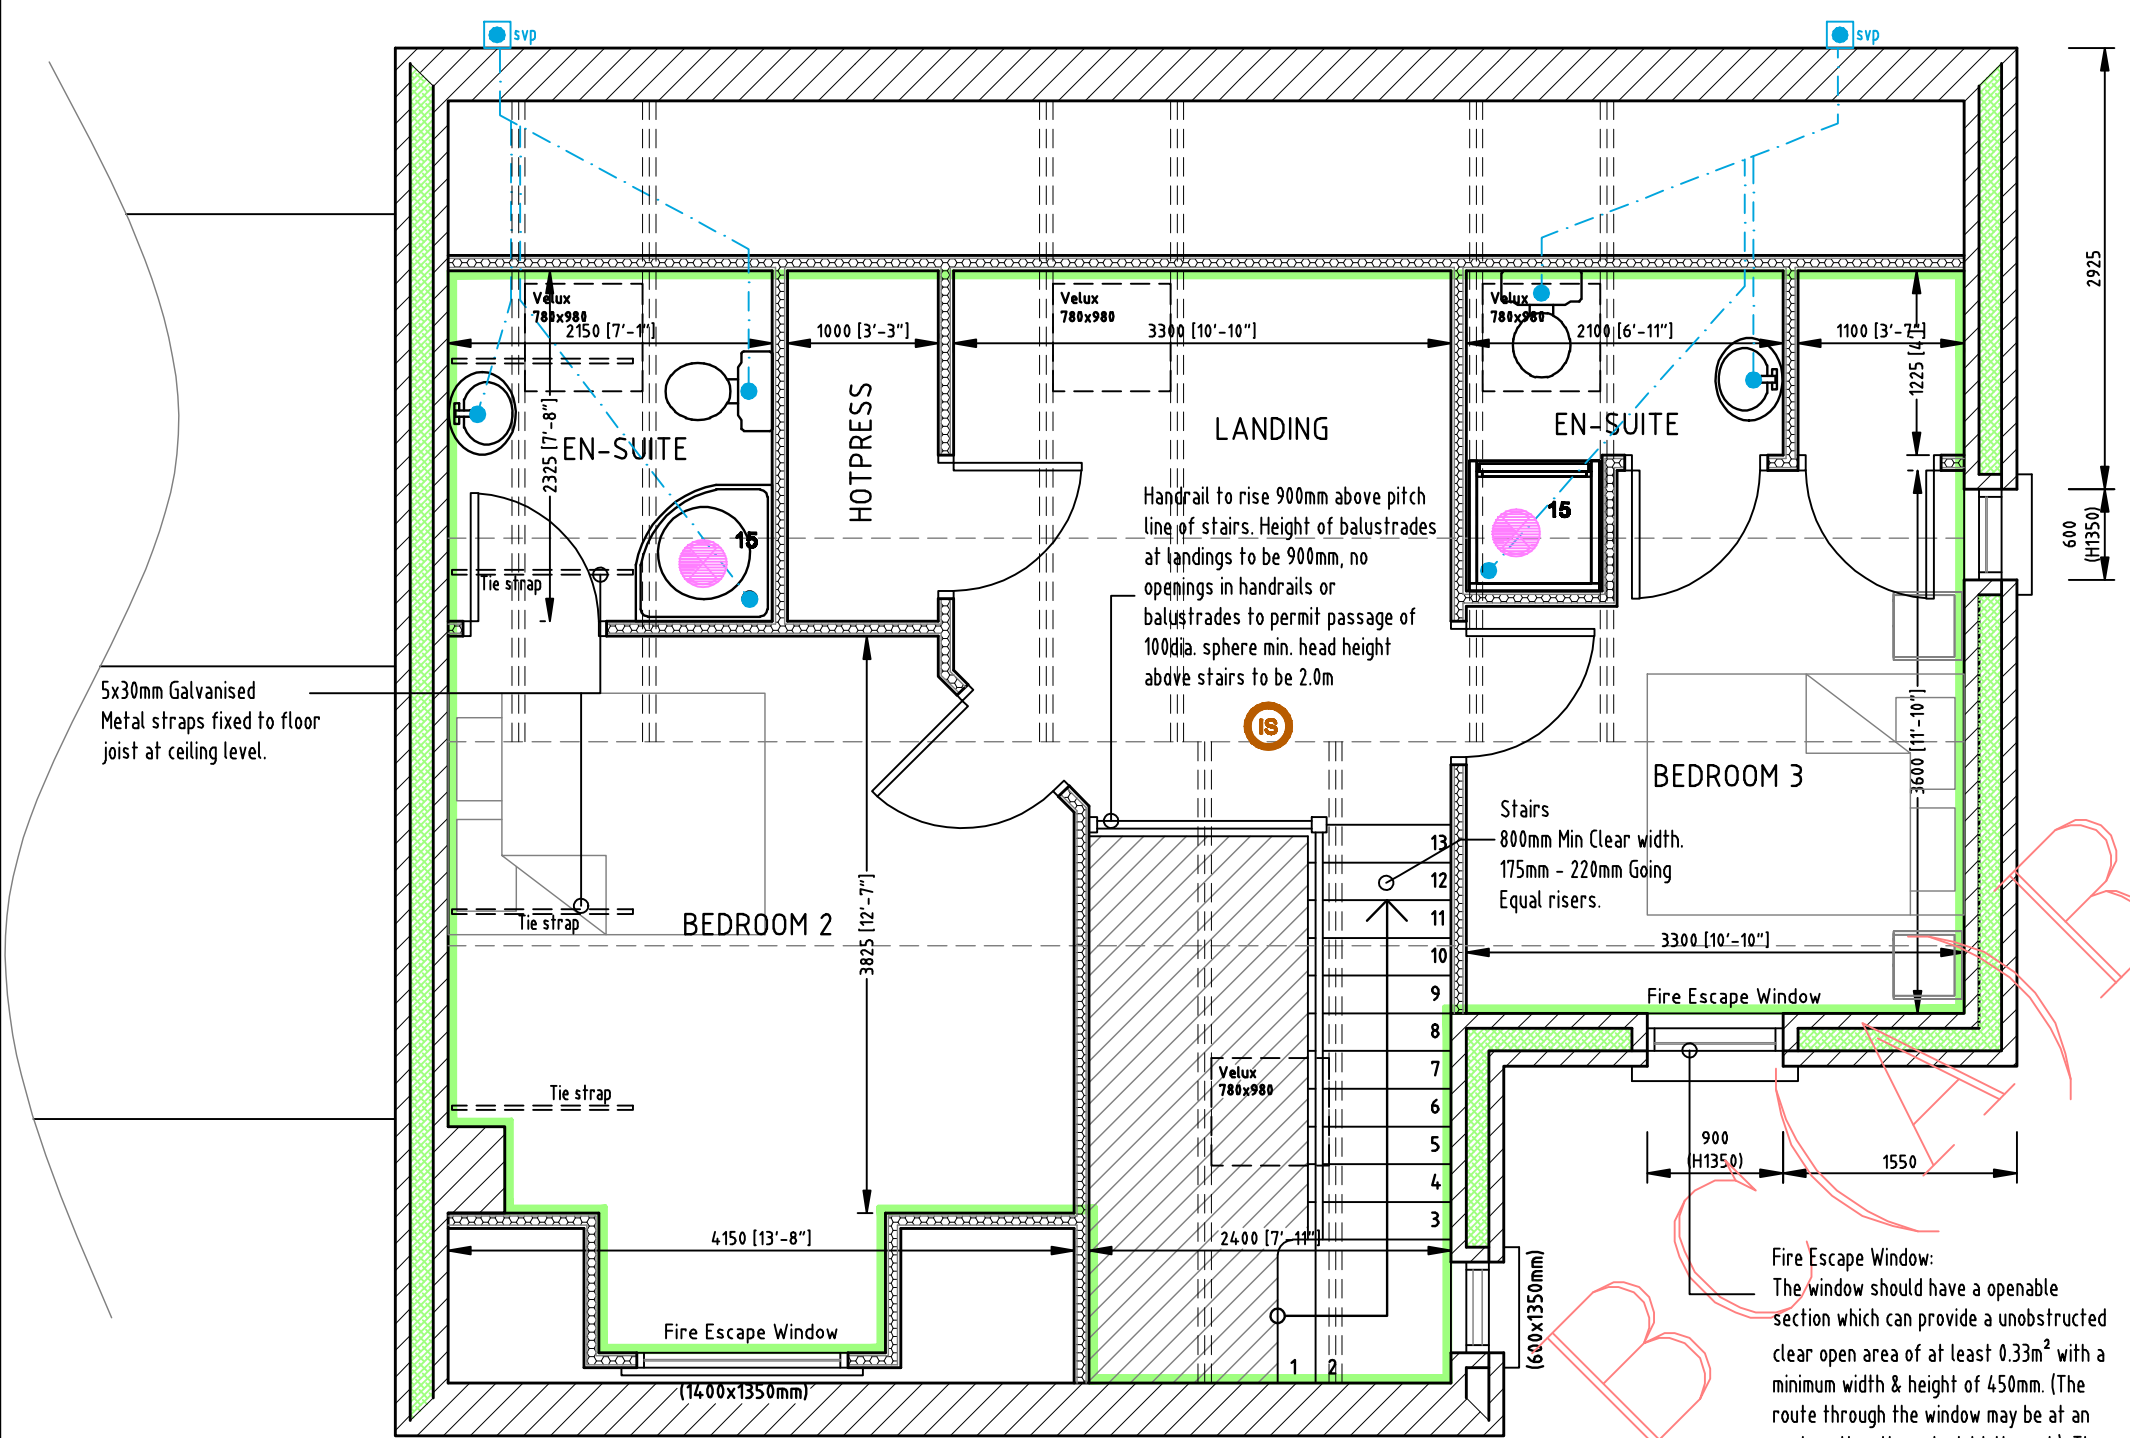 svp
svp
Velux
780x980
2150 [7'-1"]
1000 [3'-3"]
Velux
780x980
3300 [10'-10"]
Velux
780x980
2100 [6'-11"]
1100 [3'-7"]
2925
1225 [4']
2325 [7'-8"]
EN-SUITE
HOTPRESS
LANDING
EN-SUITE
15
15
600
(H1350)
Handrail to rise 900mm above pitch
line of stairs. Height of balustrades
at landings to be 900mm, no
openings in handrails or
balustrades to permit passage of
100dia. sphere min. head height
above stairs to be 2.0m
Tie strap
5x30mm Galvanised
Metal straps fixed to floor
joist at ceiling level.
IS
BEDROOM 3
3600 [11'-10"]
Stairs
800mm Min Clear width.
175mm - 220mm Going
Equal risers.
13
12
11
10
9
8
7
6
5
4
3
2
1
Tie strap
BEDROOM 2
3825 [12'-7"]
3300 [10'-10"]
Fire Escape Window
Velux
780x980
Tie strap
900
(H1350)
1550
4150 [13'-8"]
2400 [7'-11"]
(600x1350mm)
Fire Escape Window
(1400x1350mm)
Fire Escape Window:
The window should have a openable
section which can provide a unobstructed
clear open area of at least 0.33m² with a
minimum width & height of 450mm. (The
route through the window may be at an
B C A B
B